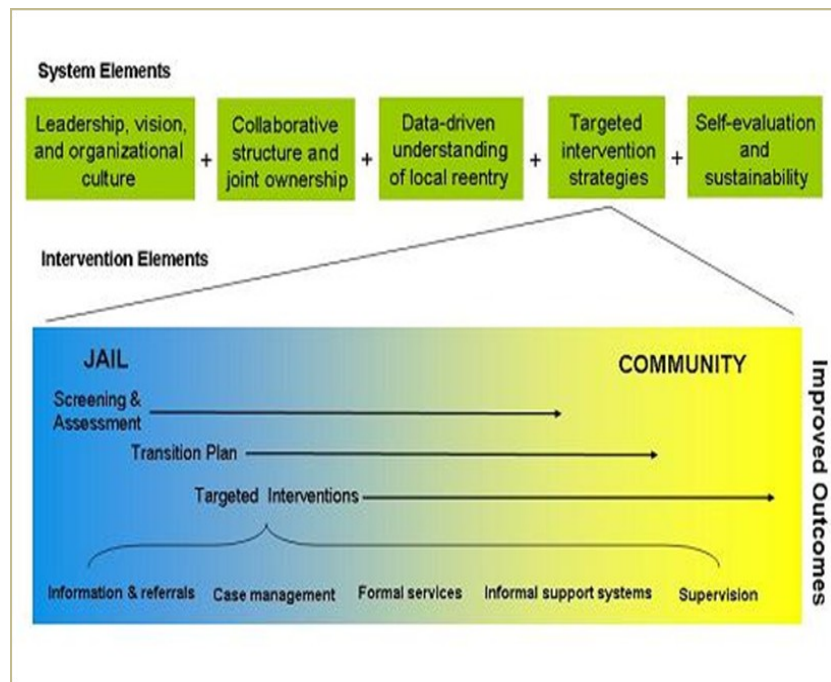 System Elements
Leadership, vision,
and organizational
culture
+
Collaborative
structure and
joint ownership
+
Data-driven
understanding
of local reentry
+
Targeted
intervention
strategies
+
Self-evaluation
and
sustainability
Intervention Elements
JAIL
COMMUNITY
Screening &
Assessment
Transition Plan
Targeted Interventions
Information & referrals
Case management
Formal services
Informal support systems
Supervision
Improved Outcomes